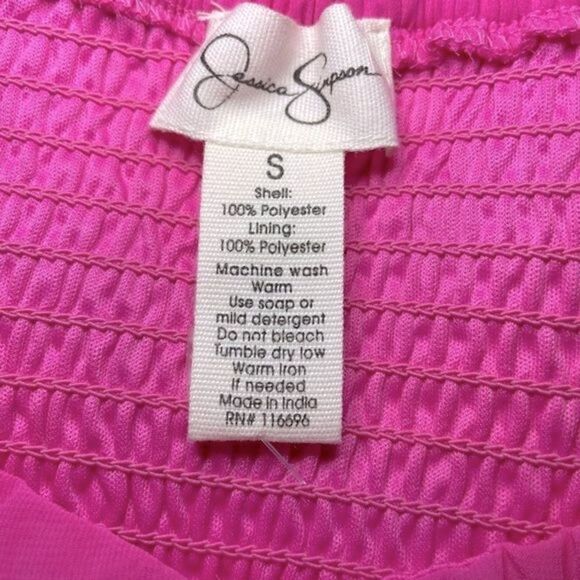 Jessica Simpson
S
Shell:
100% Polyester
Lining:
100% Polyester
Machine wash
Warm
Use soap or
mild detergent
Do not bleach
Tumble dry low
Warm Iron
If needed
Made in India
RN# 116696